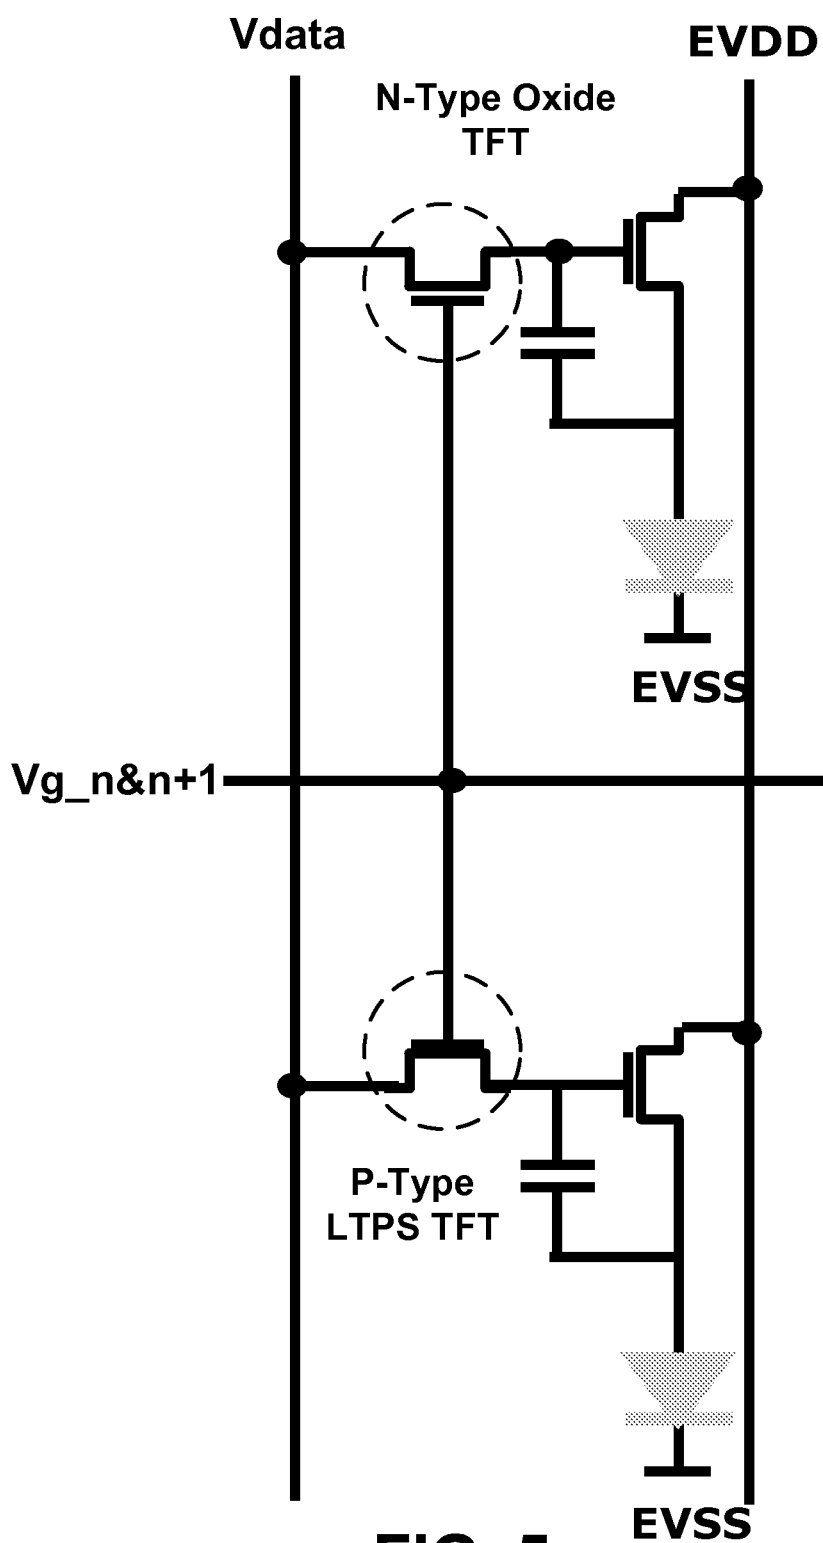 Vdata
EVDD
N-Type Oxide
TFT
EVSS
Vg_n&n+1
P-Type
LTPS TFT
EVSS